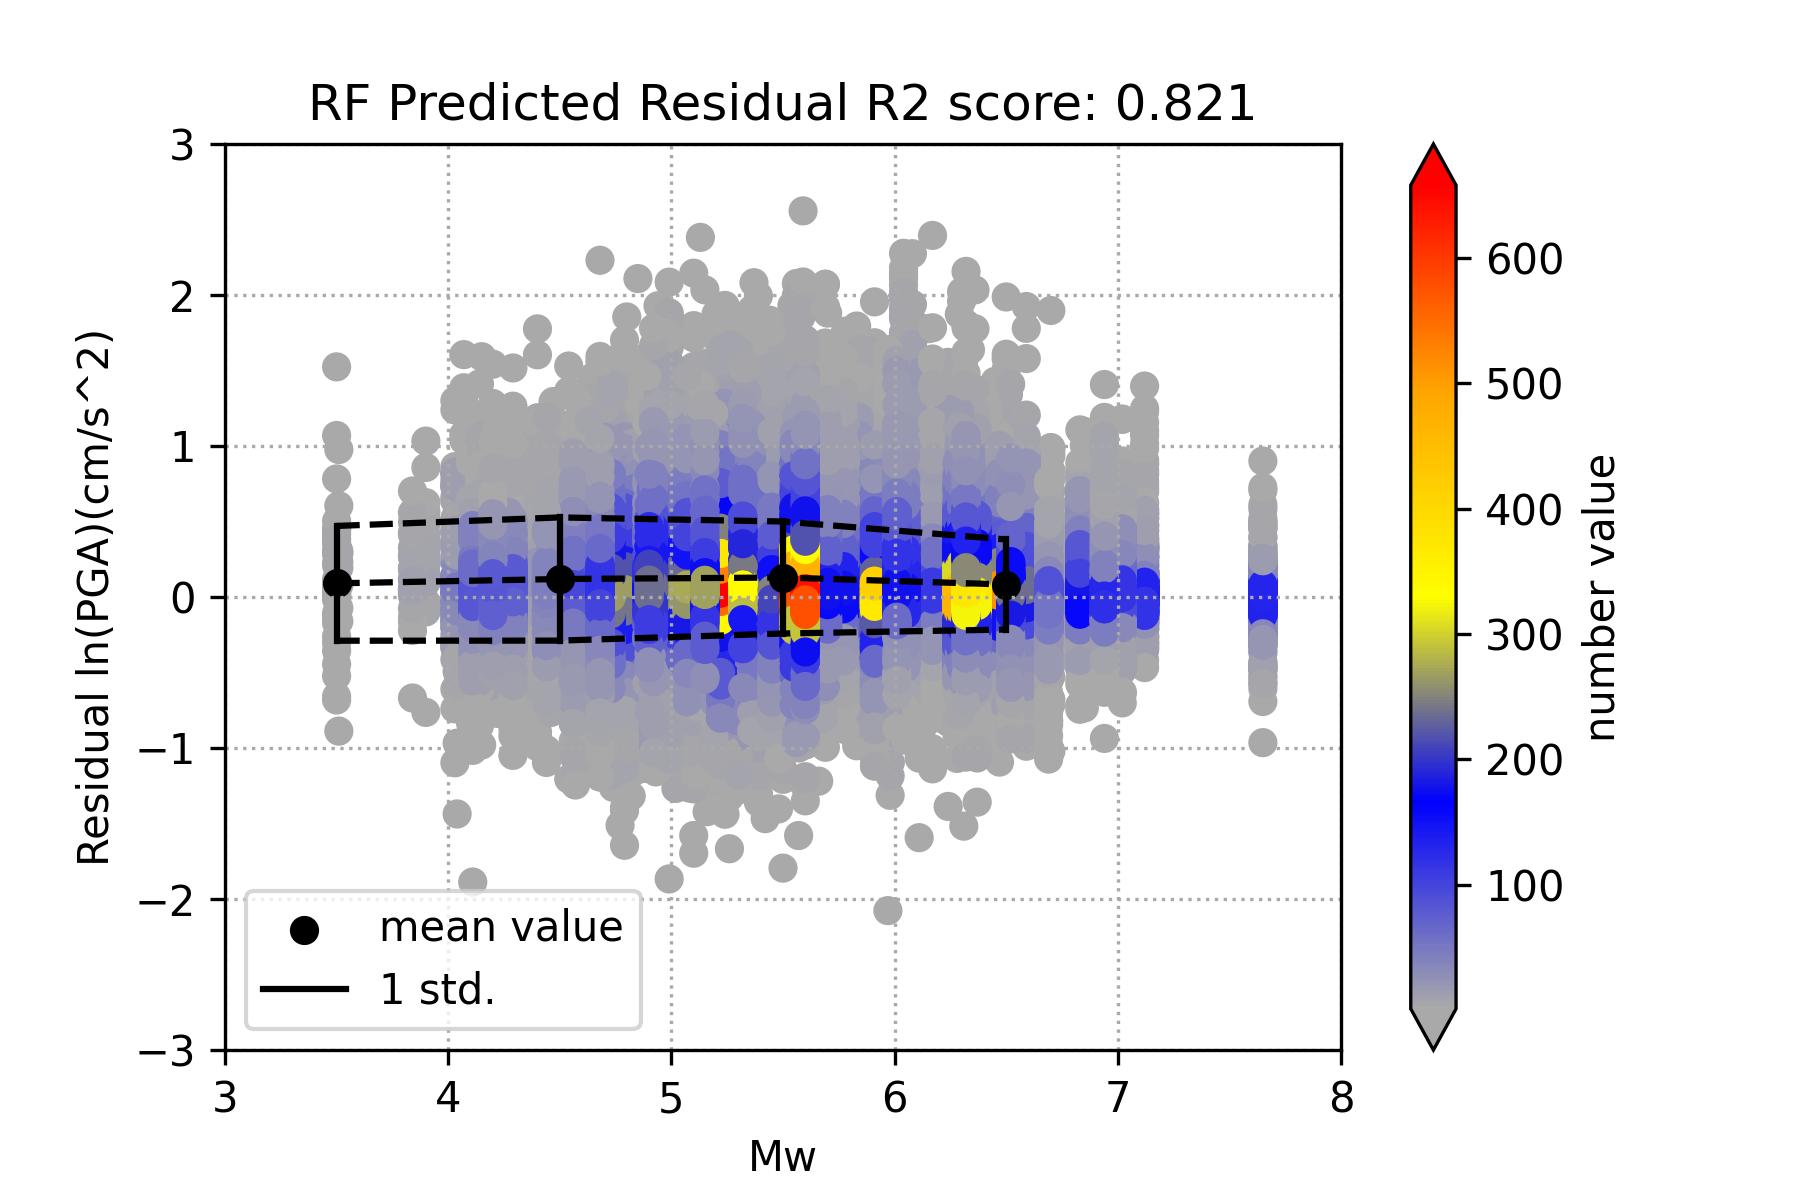 RF Predicted Residual R2 score: 0.821
3
2
1
0
−1
−2
−3
Residual ln(PGA)(cm/s^2)
mean value
1 std.
3 4 5 6 7 8
Mw
600
500
400
300
200
100
number value